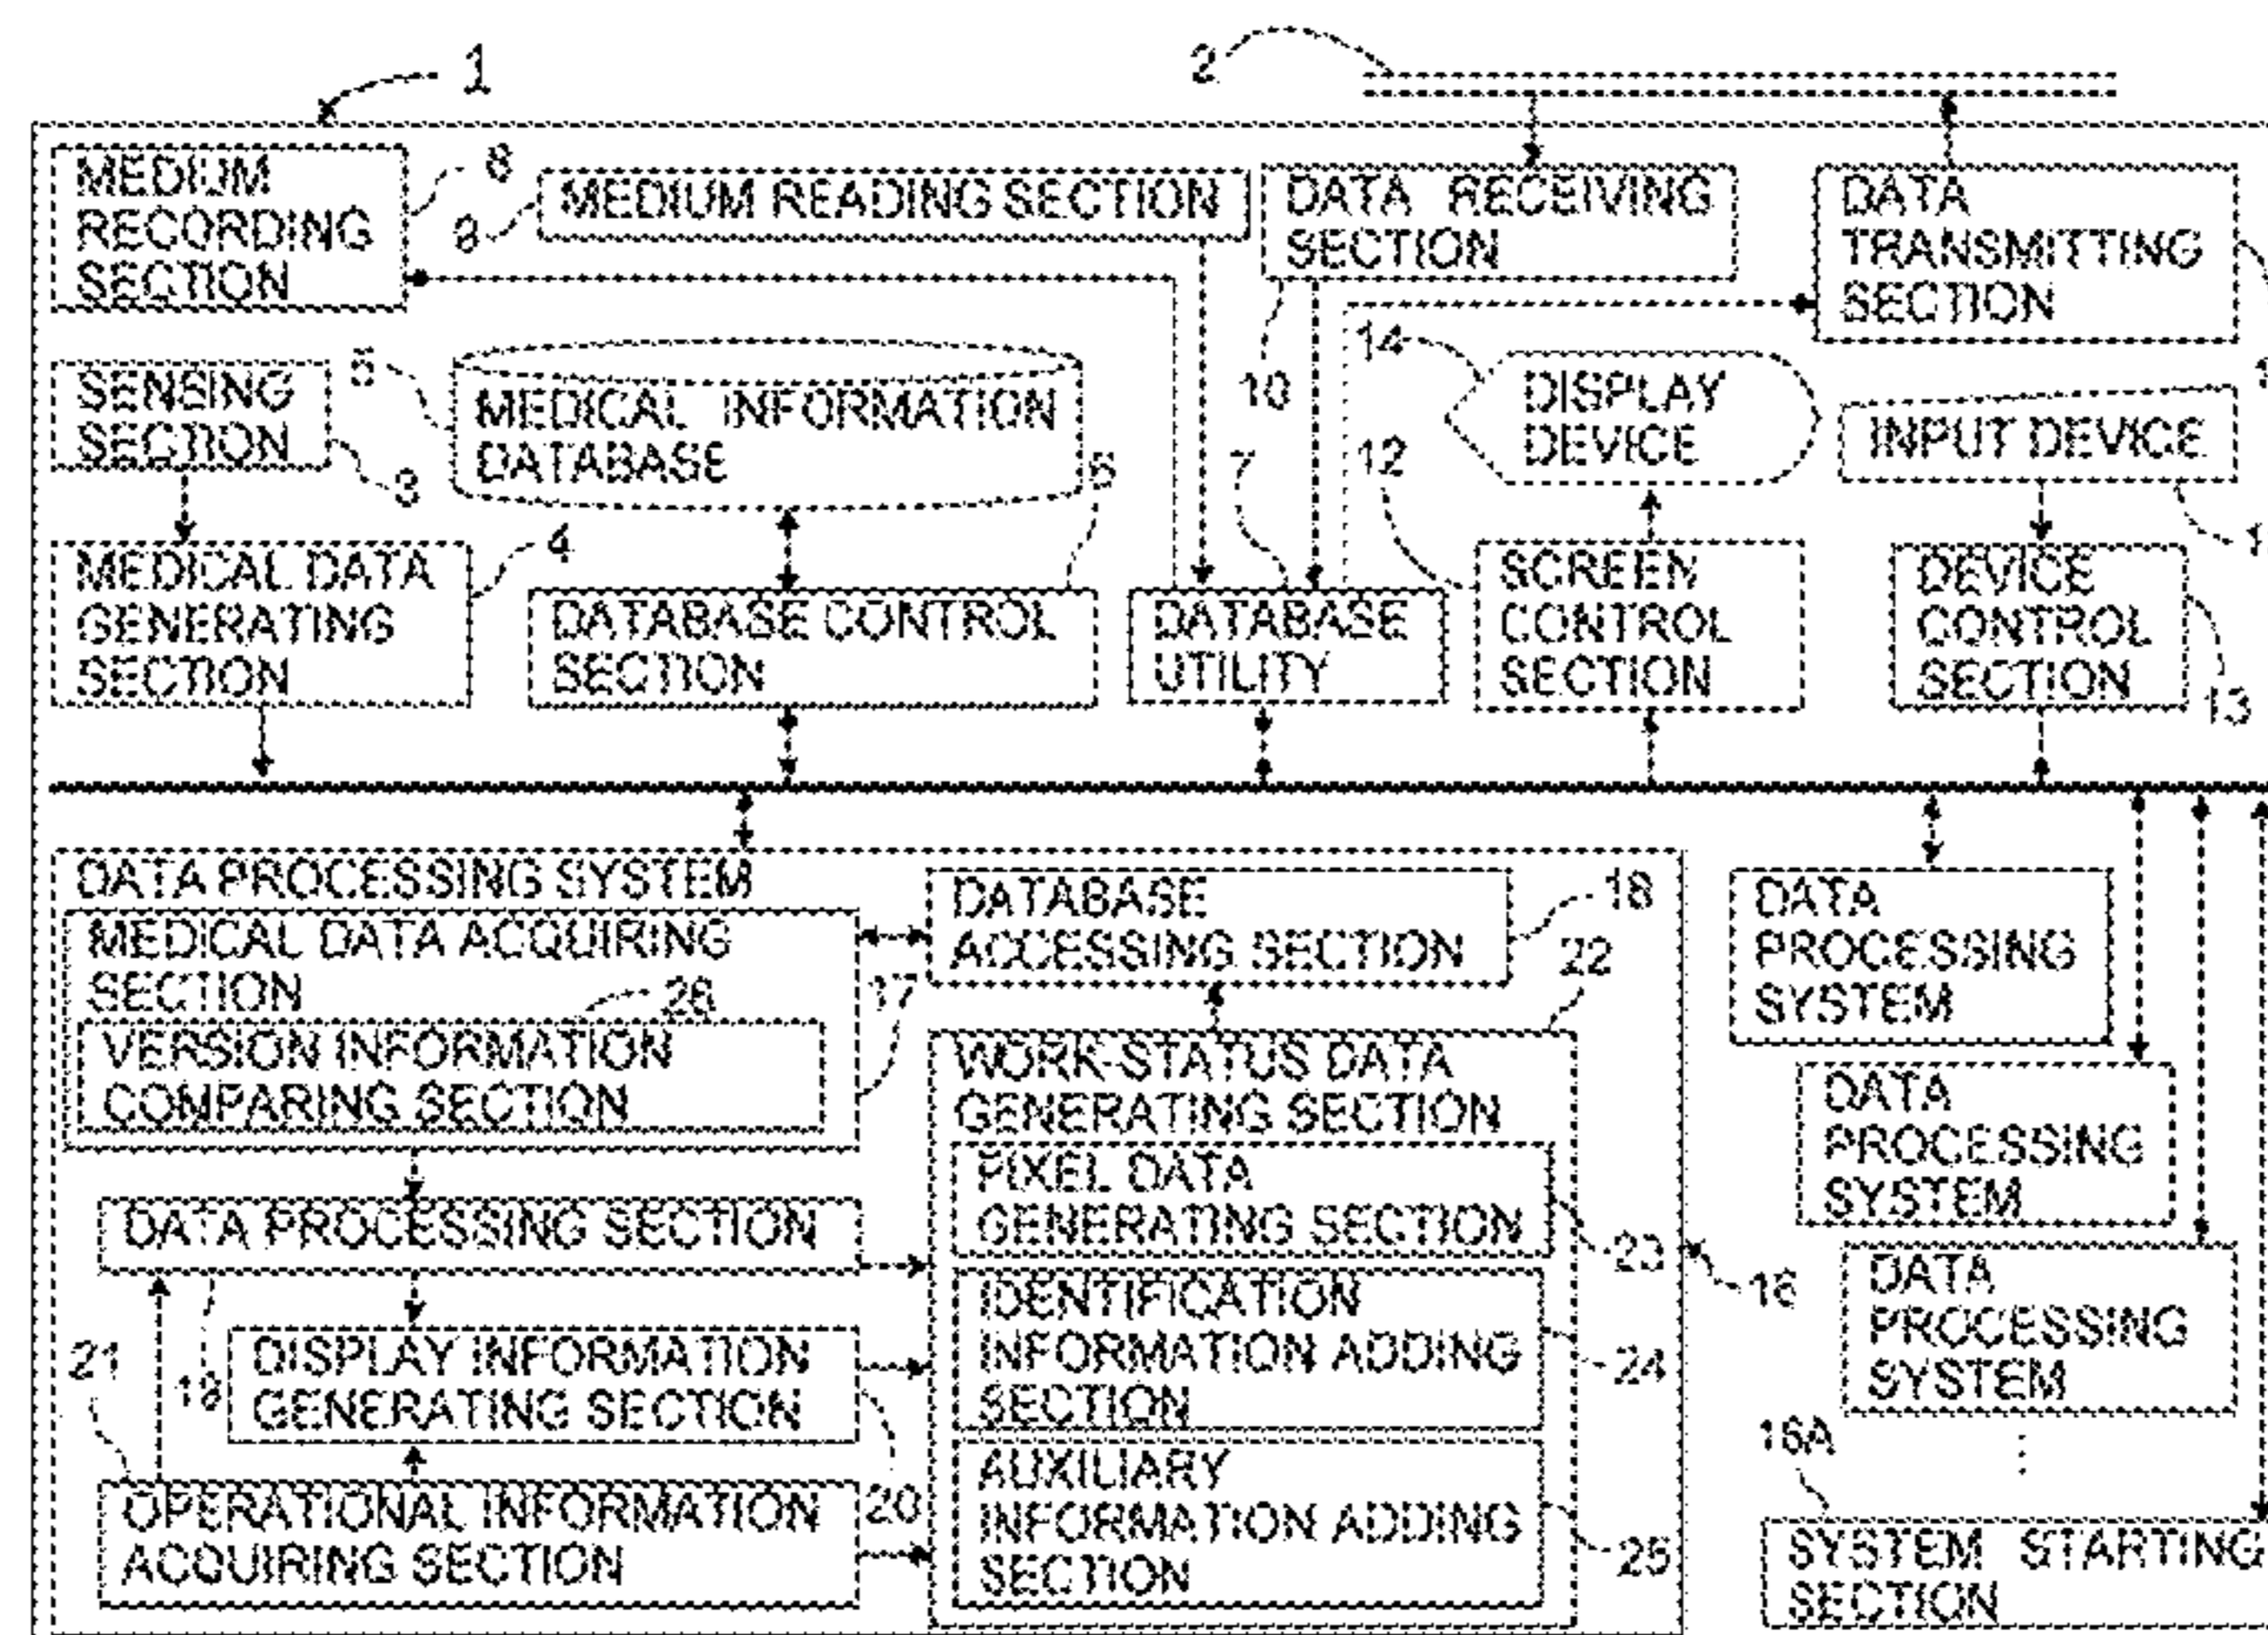 1
2
MEDIUM
RECORDING
SECTION
8
9
MEDIUM READING SECTION
DATA RECEIVING
SECTION
10
DATA
TRANSMITTING
SECTION
SENSING
SECTION
3
5
MEDICAL INFORMATION
DATABASE
14
DISPLAY
DEVICE
INPUT DEVICE
MEDICAL DATA
GENERATING
SECTION
4
DATABASE CONTROL
SECTION
6
DATABASE
UTILITY
7
12
SCREEN
CONTROL
SECTION
DEVICE
CONTROL
SECTION
13
DATA PROCESSING SYSTEM
MEDICAL DATA ACQUIRING
SECTION
17
26
VERSION INFORMATION
COMPARING SECTION
DATABASE
ACCESSING SECTION
18
22
WORK-STATUS DATA
GENERATING SECTION
PIXEL DATA
GENERATING SECTION
23
IDENTIFICATION
INFORMATION ADDING
SECTION
24
AUXILIARY
INFORMATION ADDING
SECTION
25
16
DATA PROCESSING SECTION
19
DISPLAY INFORMATION
GENERATING SECTION
20
21
OPERATIONAL INFORMATION
ACQUIRING SECTION
DATA
PROCESSING
SYSTEM
DATA
PROCESSING
SYSTEM
DATA
PROCESSING
SYSTEM
16A
SYSTEM STARTING
SECTION